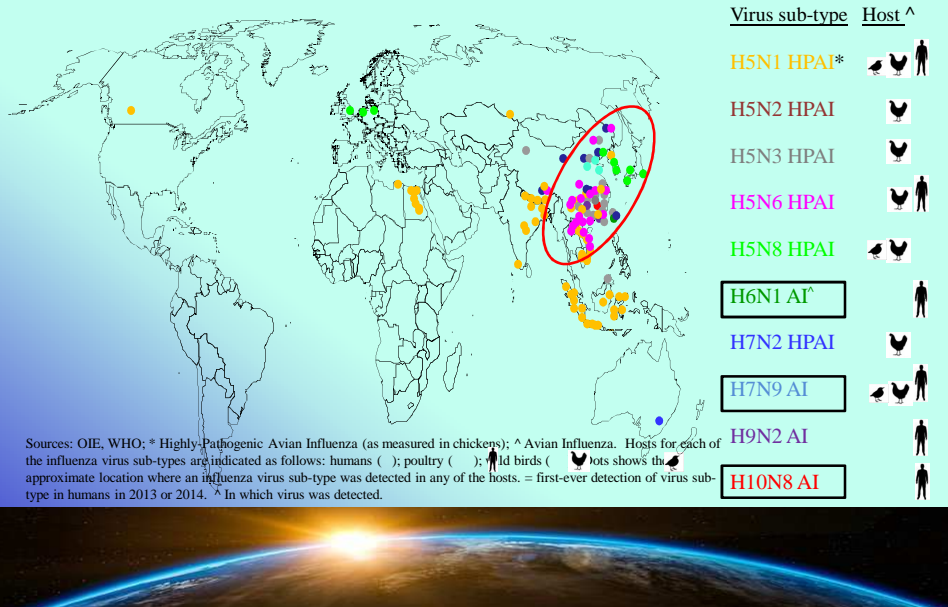 Virus sub-type Host ^
H5N1 HPAI*
H5N2 HPAI
H5N3 HPAI
H5N6 HPAI
H5N8 HPAI
H6N1 AI^
H7N2 HPAI
H7N9 AI
H9N2 AI
H10N8 AI
Sources: OIE, WHO; * Highly-Pathogenic Avian Influenza (as measured in chickens); ^ Avian Influenza. Hosts for each of
the influenza virus sub-types are indicated as follows: humans ( ); poultry ( ); birds ( shows
approximate location where an influenza virus sub-type was detected in any of the hosts. = first-ever detection of virus sub-
type in humans in 2013 or 2014. ^ In which virus was detected.